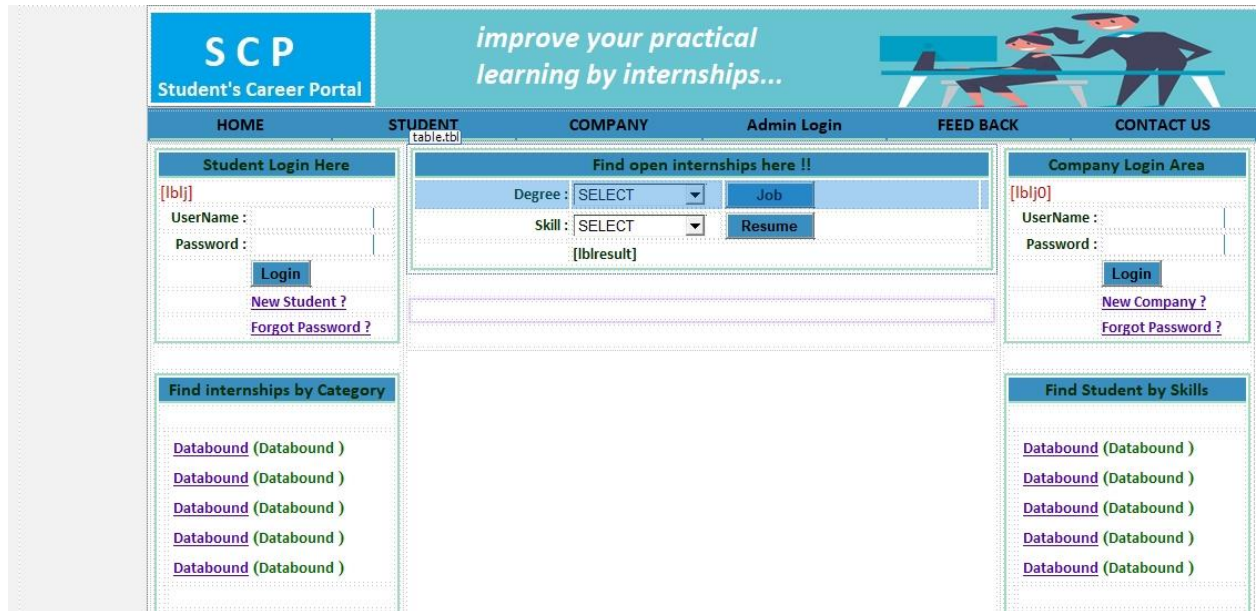 S C P
Student's Career Portal
improve your practical
learning by internships...
HOME STUDENT COMPANY Admin Login FEED BACK CONTACT US
table.tbl
Student Login Here
[lblj]
UserName :
Password :
Login
New Student ?
Forgot Password ?
Find open internships here !!
Degree : SELECT Job
Skill : SELECT Resume
[lblresult]
Company Login Area
[lblj0]
UserName :
Password :
Login
New Company ?
Forgot Password ?
Find internships by Category
Databound (Databound )
Databound (Databound )
Databound (Databound )
Databound (Databound )
Databound (Databound )
Find Student by Skills
Databound (Databound )
Databound (Databound )
Databound (Databound )
Databound (Databound )
Databound (Databound )